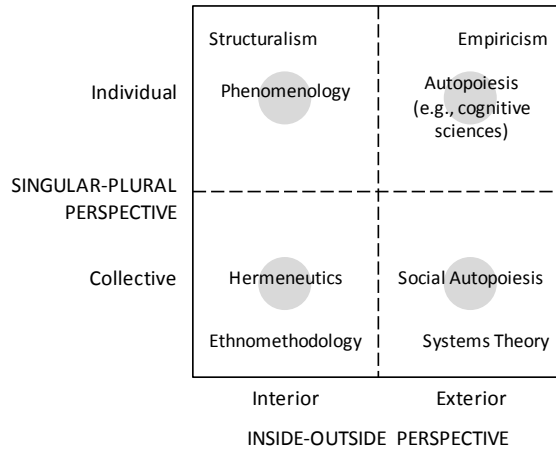 Structuralism Empiricism
Individual Phenomenology Autopoiesis
(e.g., cognitive
sciences)
SINGULAR-PLURAL
PERSPECTIVE
Collective Hermeneutics Social Autopoiesis
Ethnomethodology Systems Theory
Interior Exterior
INSIDE-OUTSIDE PERSPECTIVE